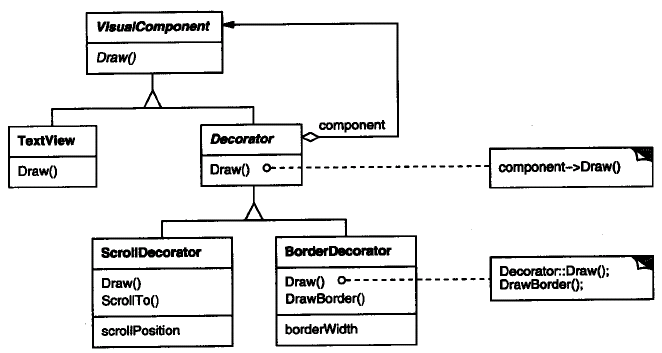 VisualComponent
Draw()
component
TextView
Draw()
Decorator
Draw()
component->Draw()
ScrollDecorator
Draw()
ScrollTo()
scrollPosition
BorderDecorator
Draw()
DrawBorder()
borderWidth
Decorator::Draw();
DrawBorder();